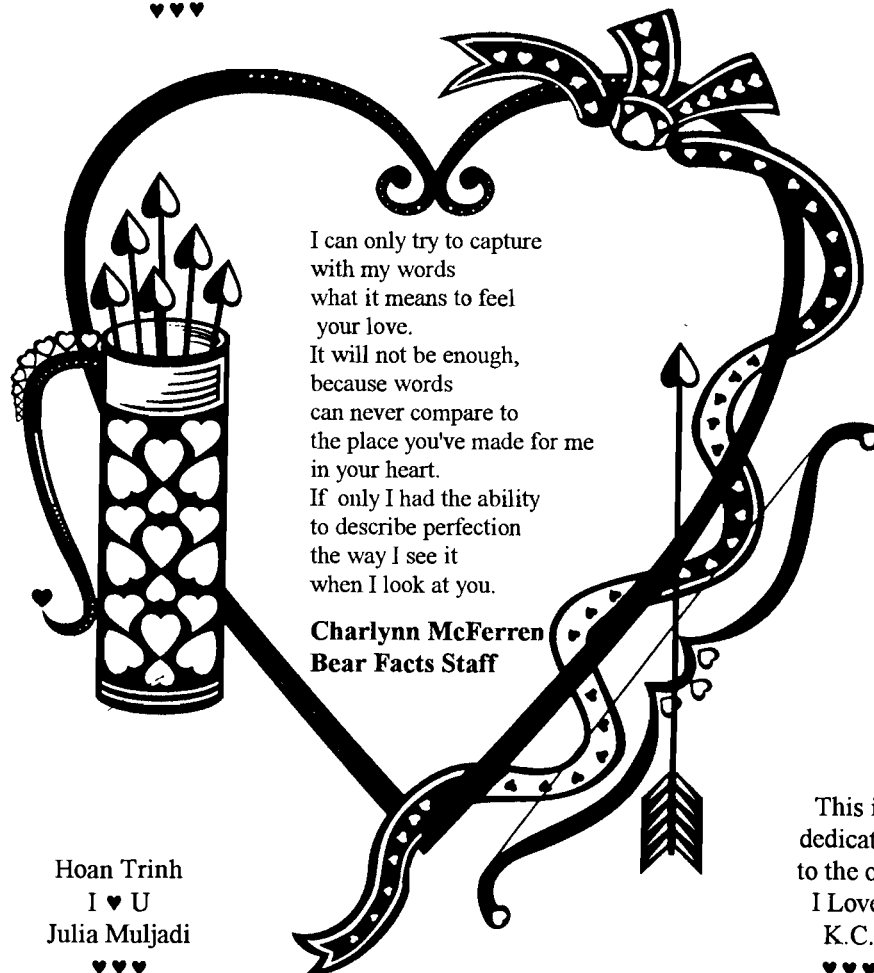 ♥♥♥
I can only try to capture
with my words
what it means to feel
your love.
It will not be enough,
because words
can never compare to
the place you've made for me
in your heart.
If only I had the ability
to describe perfection
the way I see it
when I look at you.
Charlynn McFerren
Bear Facts Staff
Hoan Trinh
I ♥ U
Julia Muljadi
♥♥♥
This
dedicat
to the
I Love
K.C.
♥♥♥